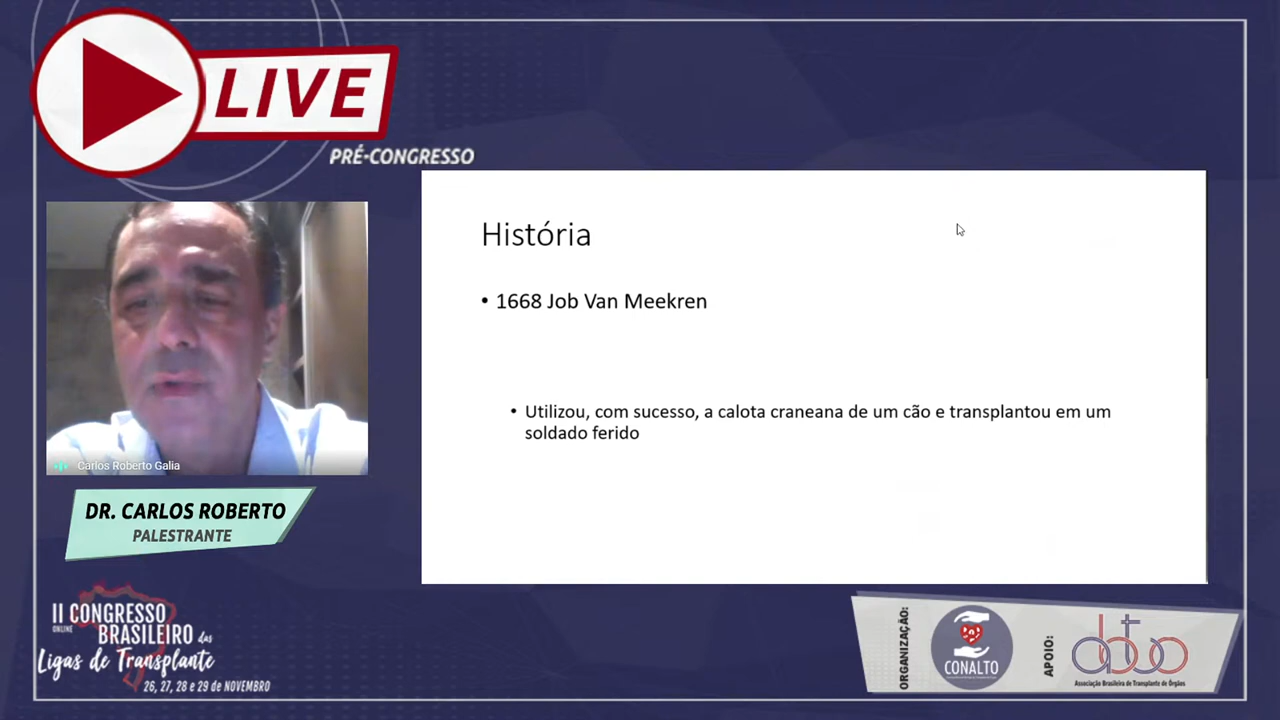 LIVE
PRÉ-CONGRESSO
História
• 1668 Job Van Meekren
• Utilizou, com sucesso, a calota craneana de um cão e transplantou em um
soldado ferido
Carlos Roberto Galia
DR. CARLOS ROBERTO
PALESTRANTE
II CONGRESSO
ONLINE
BRASILEIRO das
Ligas de Transplante
26, 27, 28 e 29 de NOVEMBRO
ORGANIZAÇÃO:
CONALTO
APOIO:
abto
Associação Brasileira de Transplante de Órgãos